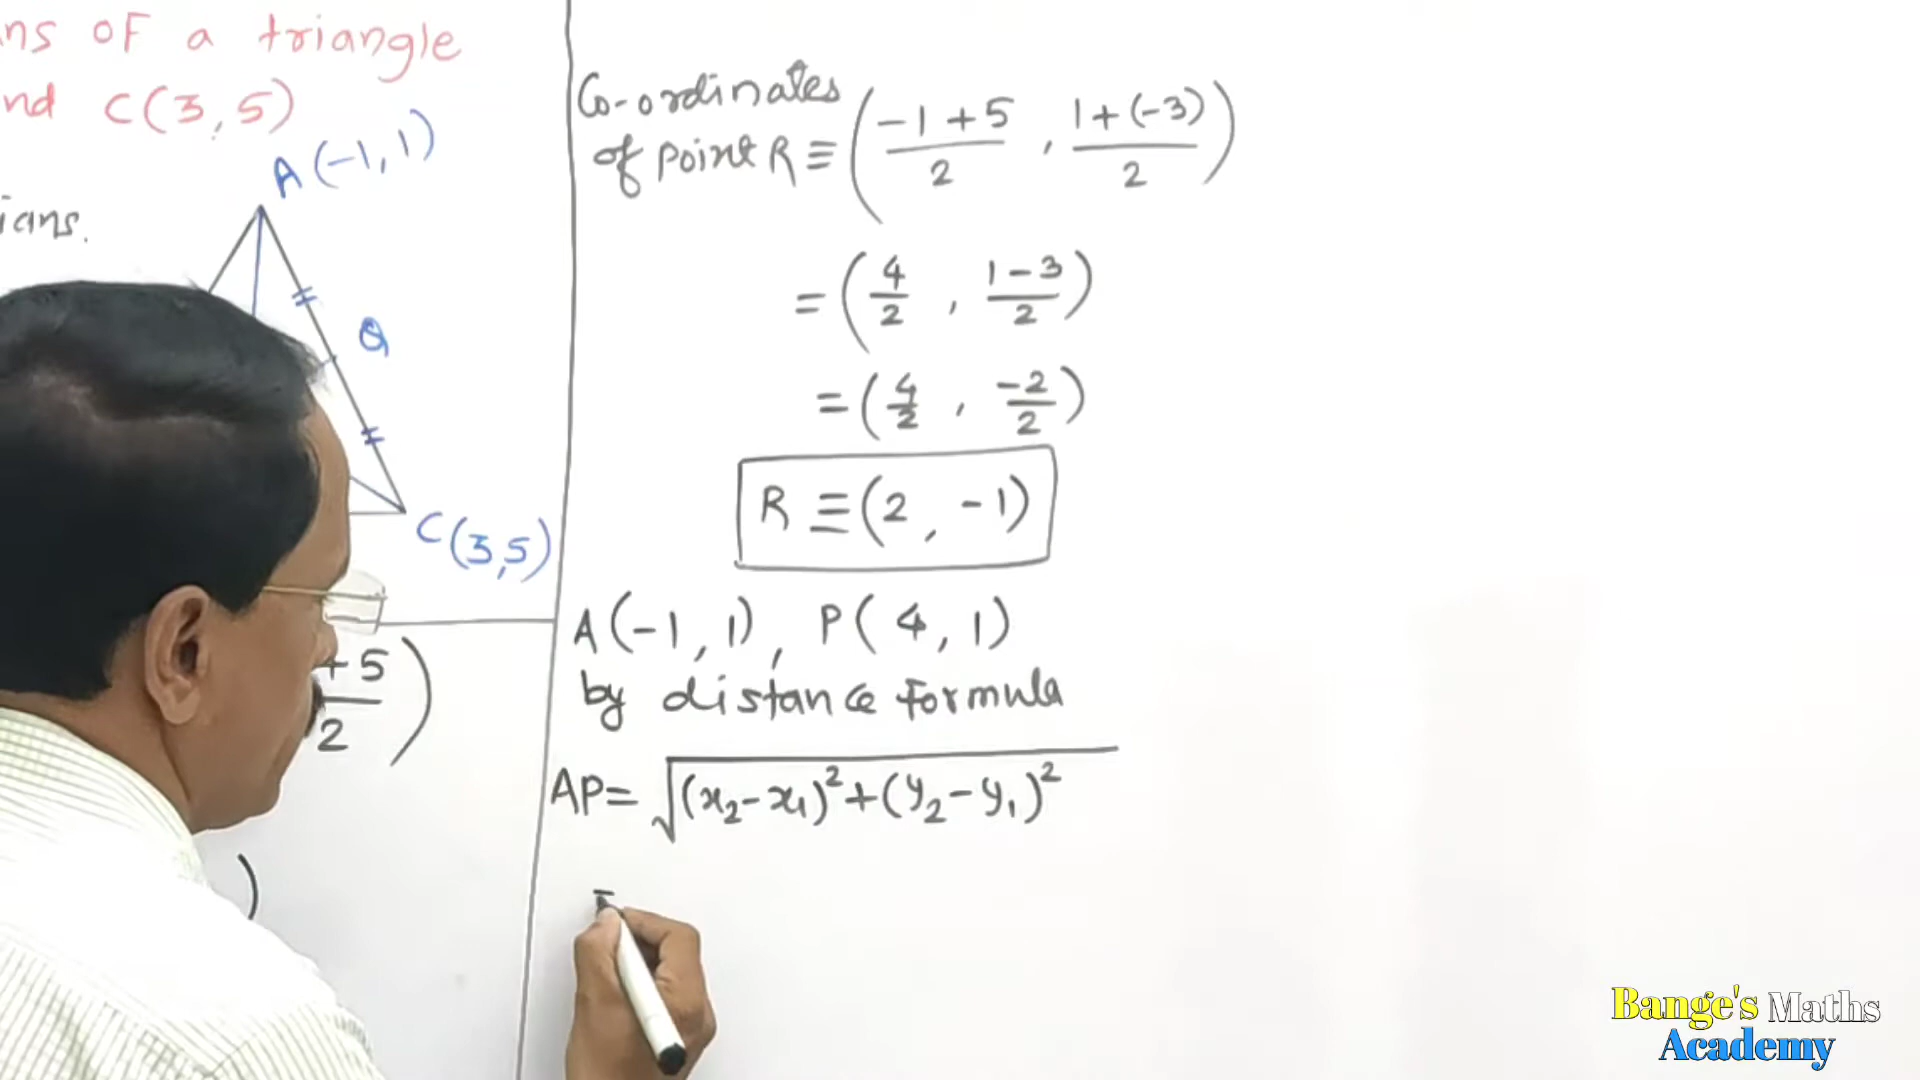 ns of a triangle
nd C(3,5)
A(-1,1)
ians.
Q
C(3,5)
+5
2
)
)
Co-ordinates
of point R ≡ (-1+5/2 , 1+(-3)/2)
= (4/2 , 1-3/2)
= (4/2 , -2/2)
R ≡ (2 , -1)
A(-1, 1), P(4, 1)
by distance formula
AP = √(x₂-x₁)²+(y₂-y₁)²
Bange's Maths
Academy